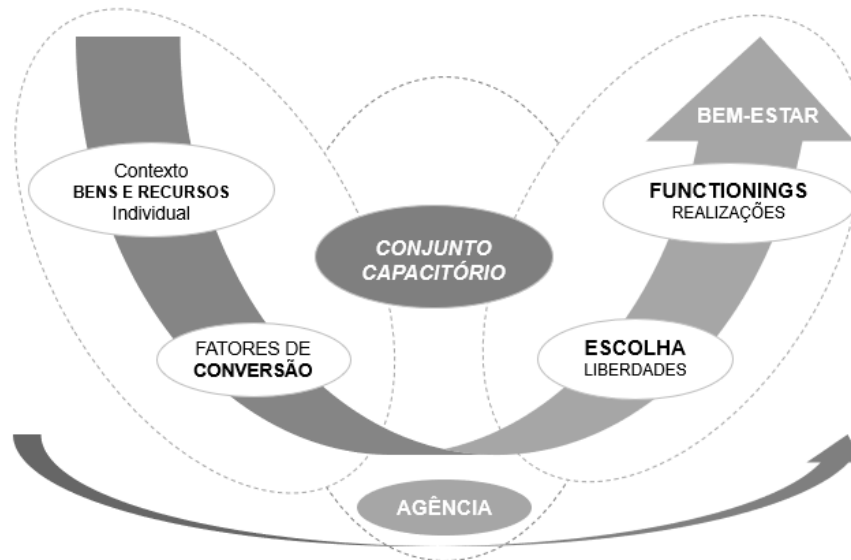 Contexto
BENS E RECURSOS
Individual
FATORES DE
CONVERSÃO
CONJUNTO
CAPACITÓRIO
AGÊNCIA
ESCOLHA
LIBERDADES
FUNCTIONINGS
REALIZAÇÕES
BEM-ESTAR